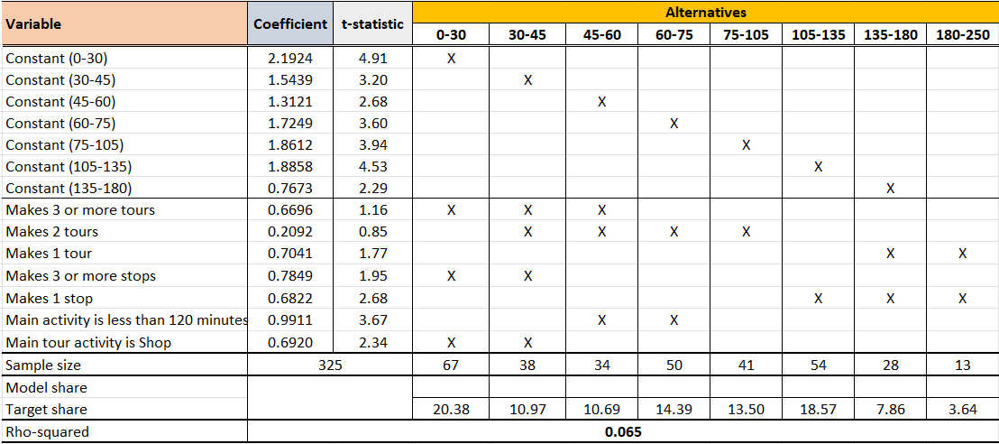 Variable Coefficient t-statistic Alternatives
0-30 30-45 45-60 60-75 75-105 105-135 135-180 180-250
Constant (0-30) 2.1924 4.91 X
Constant (30-45) 1.5439 3.20 X
Constant (45-60) 1.3121 2.68 X
Constant (60-75) 1.7249 3.60 X
Constant (75-105) 1.8612 3.94 X
Constant (105-135) 1.8858 4.53 X
Constant (135-180) 0.7673 2.29 X
Makes 3 or more tours 0.6696 1.16 X X X
Makes 2 tours 0.2092 0.85 X X X X
Makes 1 tour 0.7041 1.77 X X
Makes 3 or more stops 0.7849 1.95 X X
Makes 1 stop 0.6822 2.68 X X X
Main activity is less than 120 minutes 0.9911 3.67 X X
Main tour activity is Shop 0.6920 2.34 X X
Sample size 325 67 38 34 50 41 54 28 13
Model share
Target share 20.38 10.97 10.69 14.39 13.50 18.57 7.86 3.64
Rho-squared 0.065